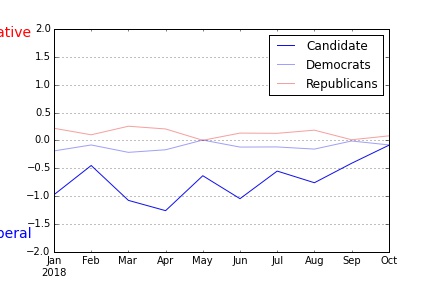 ative
2.0
1.5
1.0
0.5
0.0
−0.5
−1.0
−1.5
−2.0
peral
Candidate
Democrats
Republicans
Jan Feb Mar Apr May Jun Jul Aug Sep Oct
2018